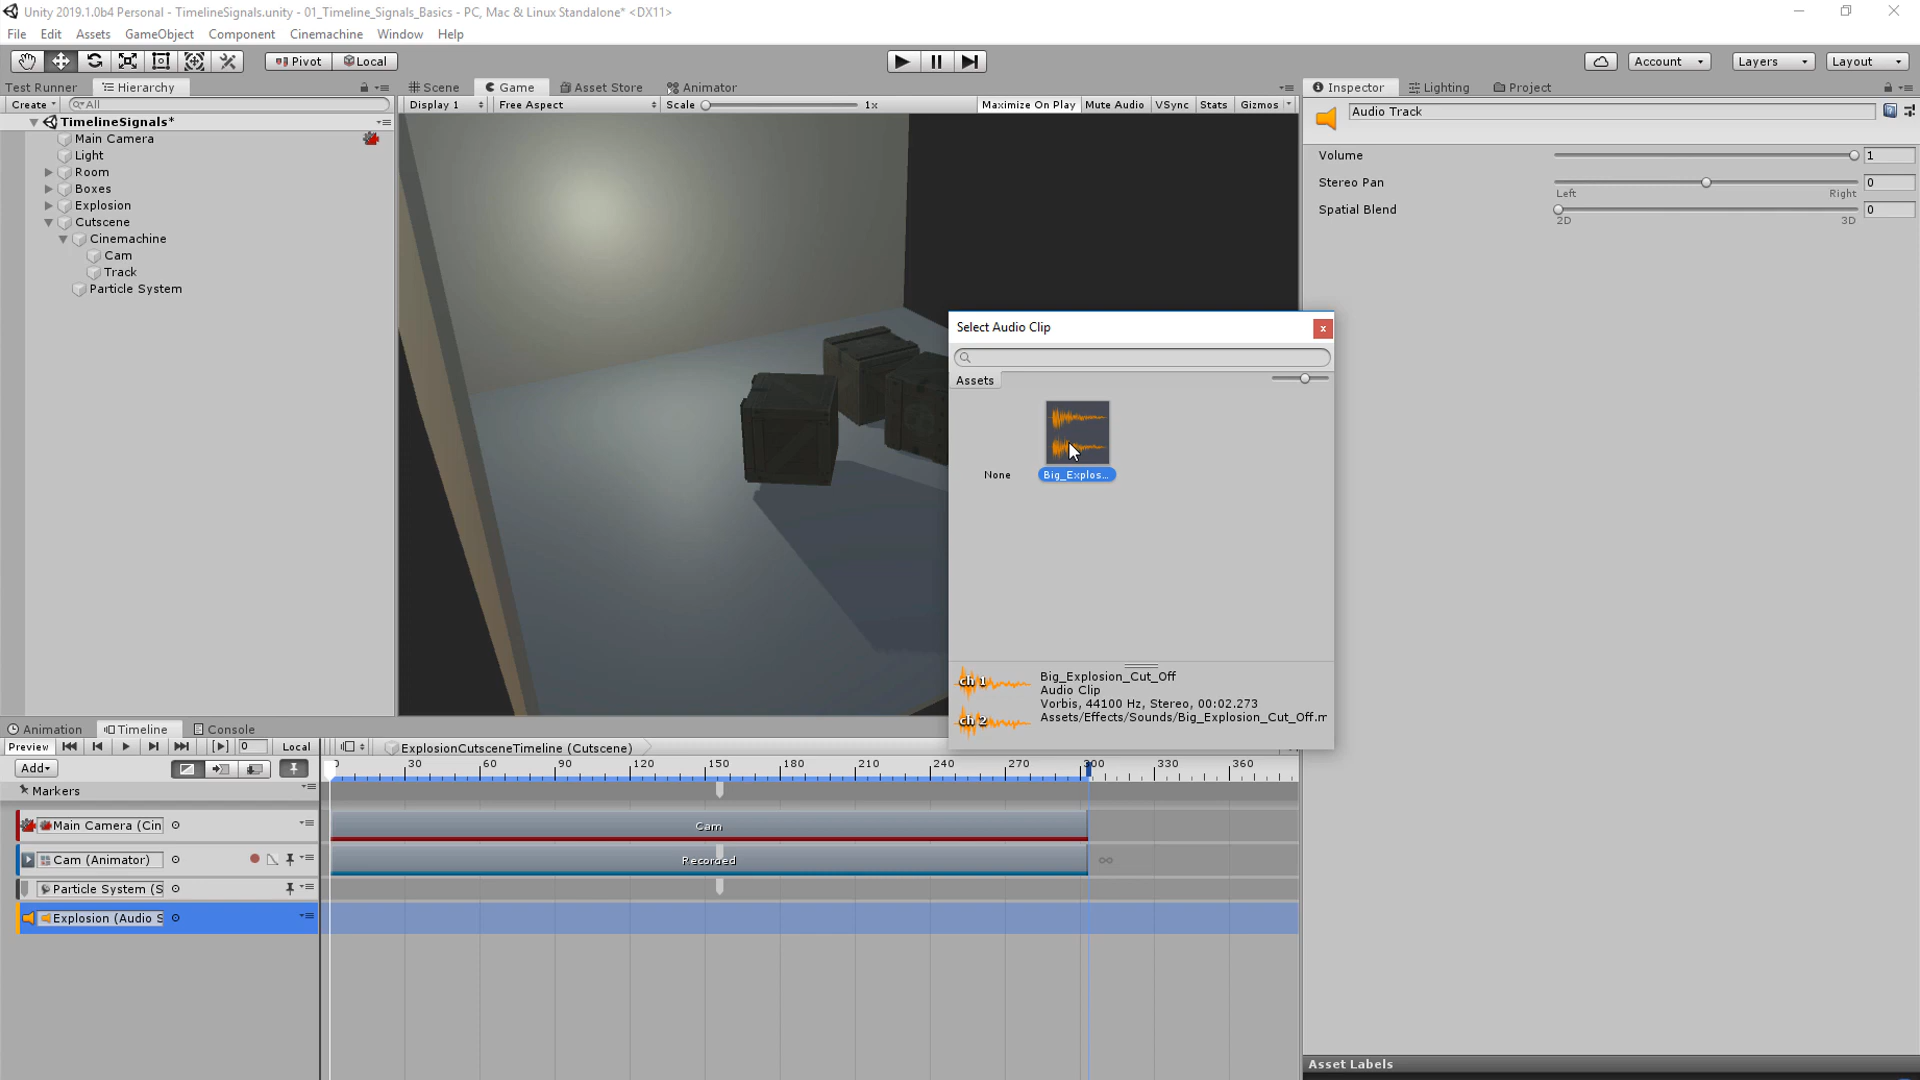 Unity 2019.1.0b4 Personal - TimelineSignals.unity - 01_Timeline_Signals_Basics - PC, Mac & Linux Standalone* <DX11>
File Edit Assets GameObject Component Cinemachine Window Help
Pivot Local Account Layers Layout
Test Runner Hierarchy Scene Game Asset Store Animator Inspector Lighting Project
Create All Display 1 Free Aspect Scale 1x Maximize On Play Mute Audio VSync Stats Gizmos
Audio Track
TimelineSignals*
Main Camera
Light
Room
Boxes
Explosion
Cutscene
Cinemachine
Cam
Track
Particle System
Volume 1
Stereo Pan 0
Left Right
Spatial Blend 0
2D 3D
Select Audio Clip
Assets
None Big_Explos...
ch 1
ch 2
Big_Explosion_Cut_Off
Audio Clip
Vorbis, 44100 Hz, Stereo, 00:02.273
Assets/Effects/Sounds/Big_Explosion_Cut_Off.m
Animation Timeline Console
Preview 0 Local ExplosionCutsceneTimeline (Cutscene)
Add 30 60 90 120 150 180 210 240 270 300 330 360
Markers
Main Camera (Cin Cam
Cam (Animator) Recorded
Particle System (S
Explosion (Audio S
Asset Labels